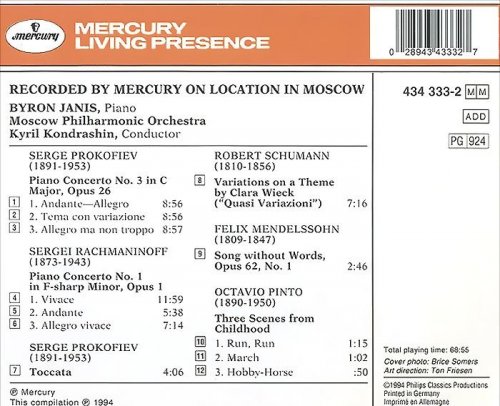 mercury
MERCURY
LIVING PRESENCE
0 28943 43332 7
RECORDED BY MERCURY ON LOCATION IN MOSCOW
BYRON JANIS, Piano
Moscow Philharmonic Orchestra
Kyril Kondrashin, Conductor
434 333-2 MM
ADD
PG 924
SERGE PROKOFIEV
(1891-1953)
Piano Concerto No. 3 in C
Major, Opus 26
1 1. Andante—Allegro 8:56
2 2. Tema con variazione 8:56
3 3. Allegro ma non troppo 8:57
SERGEI RACHMANINOFF
(1873-1943)
Piano Concerto No. 1
in F-sharp Minor, Opus 1
4 1. Vivace 11:59
5 2. Andante 5:38
6 3. Allegro vivace 7:14
SERGE PROKOFIEV
(1891-1953)
7 Toccata 4:06
ROBERT SCHUMANN
(1810-1856)
8 Variations on a Theme
by Clara Wieck
("Quasi Variazioni") 7:16
FELIX MENDELSSOHN
(1809-1847)
9 Song without Words,
Opus 62, No. 1 2:46
OCTAVIO PINTO
(1890-1950)
Three Scenes from
Childhood
10 1. Run, Run 1:15
11 2. March 1:02
12 3. Hobby-Horse :50
Total playing time: 68:55
Cover photo: Brice Somers
Art direction: Ton Friesen
℗ Mercury
This compilation ℗ 1994
©1994 Philips Classics Productions
Printed in Germany
Imprimé en Allemagne